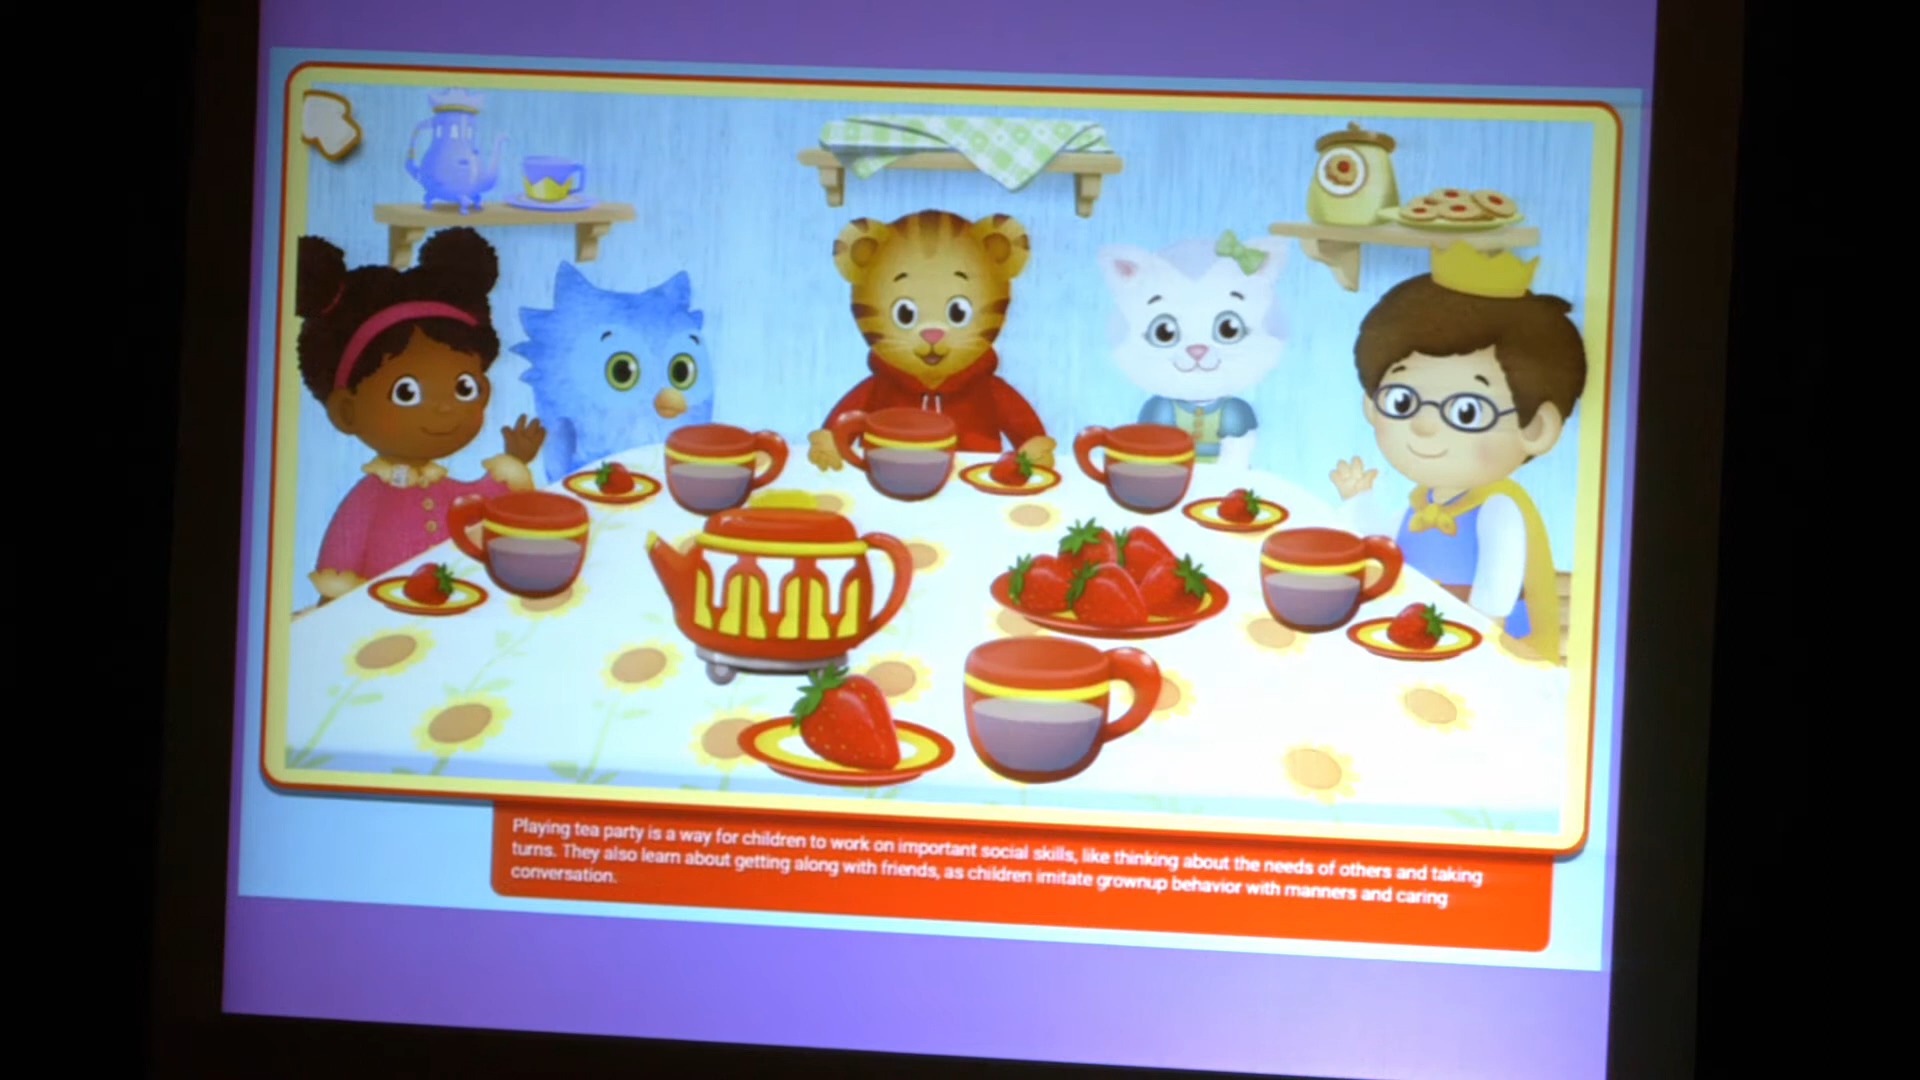 Playing tea party is a way for children to work on important social skills, like thinking about the needs of others and taking
turns. They also learn about getting along with friends, as children imitate grownup behavior with manners and caring
conversation.